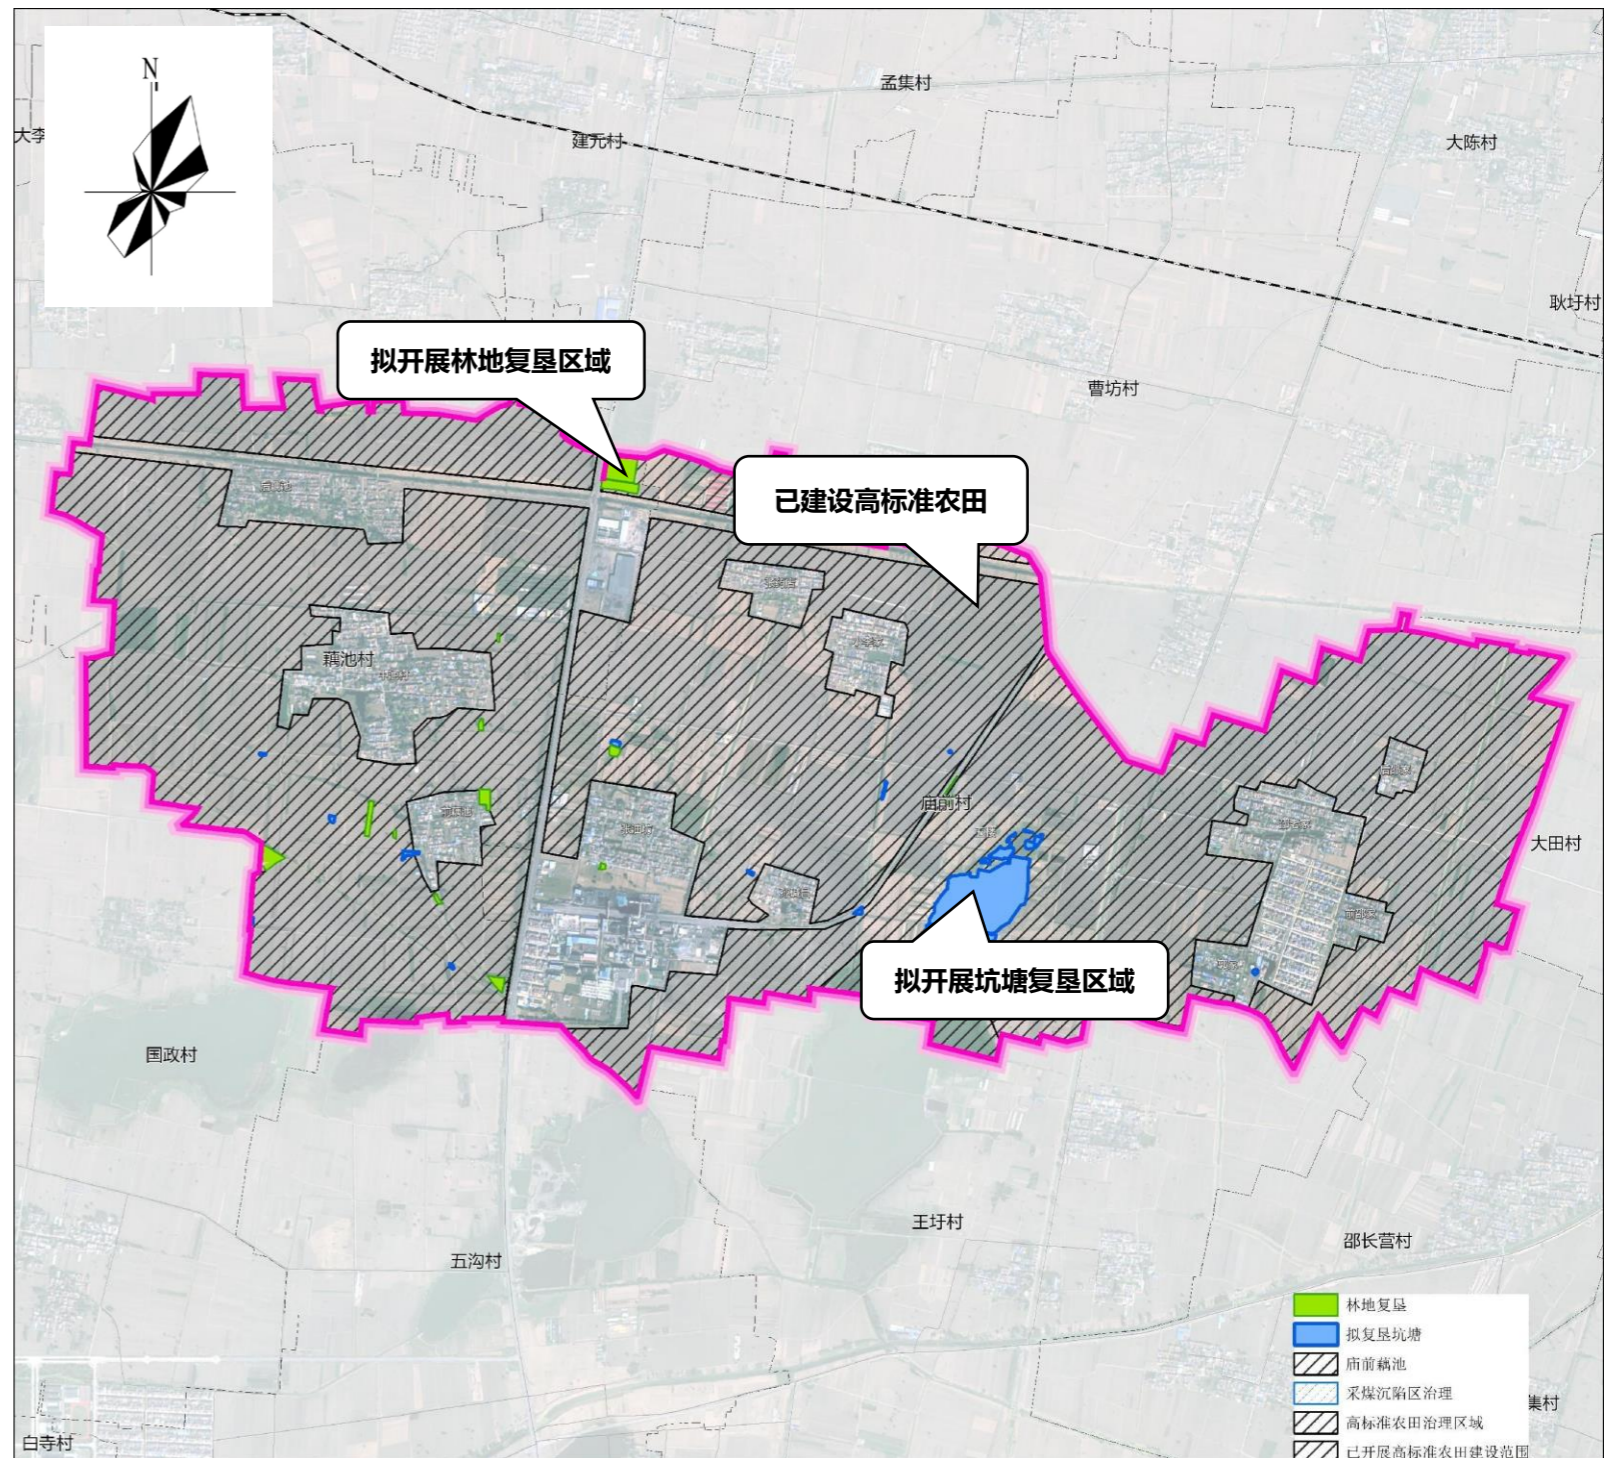 N
孟集村
大李
建元村
大陈村
耿圩村
拟开展林地复垦区域
曹坊村
已建设高标准农田
藕池村
庙前村
大田村
拟开展坑塘复垦区域
国政村
王圩村
邵长营村
五沟村
林地复垦
拟复垦坑塘
庙前藕池
采煤沉陷区治理
集村
高标准农田治理区域
白寺村
已开展高标准农田建设范围